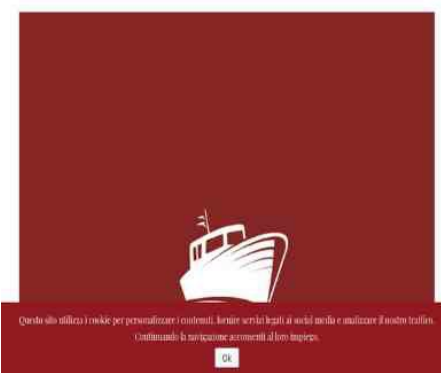 Questo sito utilizza i cookie per personalizzare i contenuti, fornire servizi legati ai social media e analizzare il nostro traffico.
Continuando la navigazione acconsenti al loro impiego.
Ok